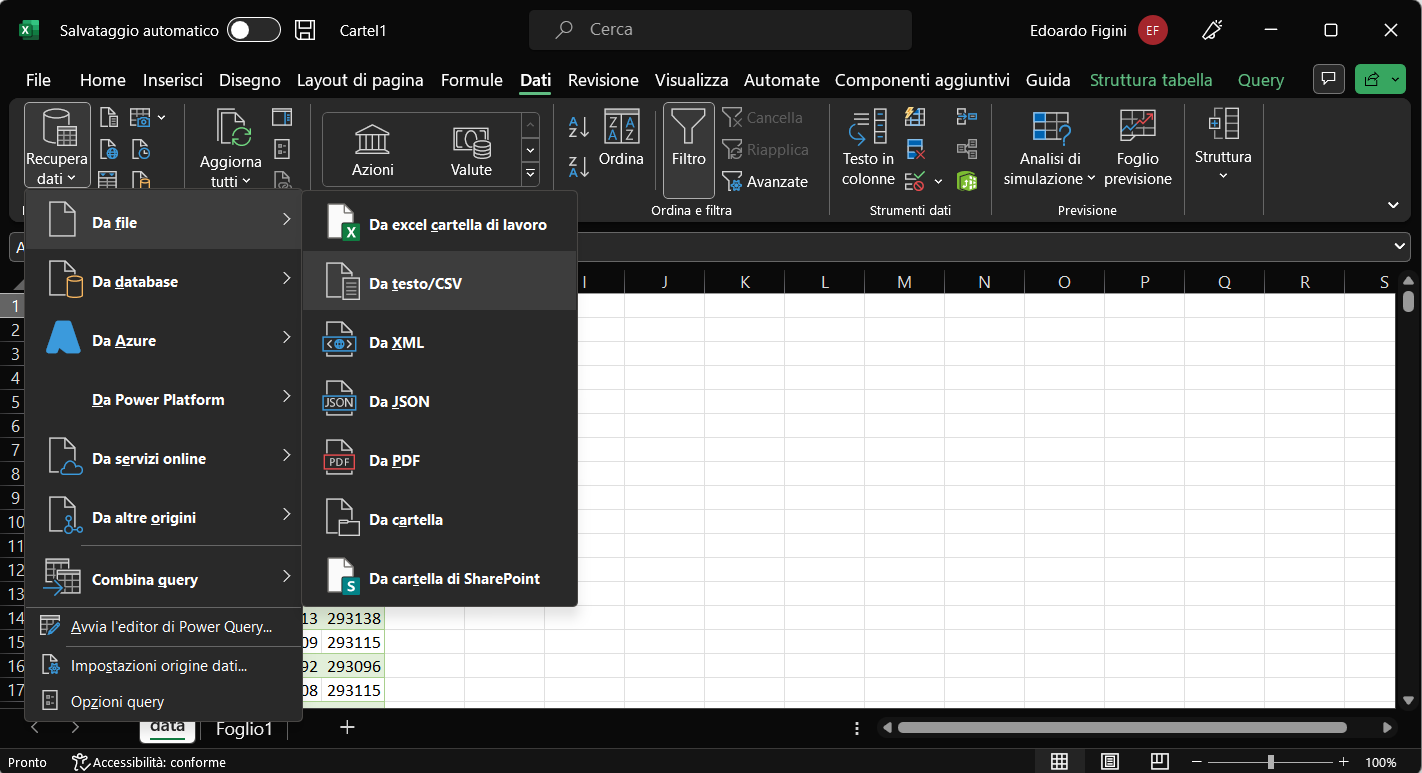 Salvataggio automatico
Cartel1
Cerca
Edoardo Figini
EF
File Home Inserisci Disegno Layout di pagina Formule Dati Revisione Visualizza Automate Componenti aggiuntivi Guida Struttura tabella Query
Recupera
dati
Aggiorna
tutti
Azioni
Valute
Ordina
Filtro
Cancella
Riapplica
Avanzate
Testo in
colonne
Analisi di
simulazione
Foglio
previsione
Struttura
Ordina e filtra
Strumenti dati
Previsione
Da file
Da database
Da Azure
Da Power Platform
Da servizi online
Da altre origini
Combina query
Avvia l'editor di Power Query...
Impostazioni origine dati...
Opzioni query
Da excel cartella di lavoro
Da testo/CSV
Da XML
JSON
Da JSON
PDF
Da PDF
Da cartella
Da cartella di SharePoint
I J K L M N O P Q R S
1
2
3
4
5
6
7
8
9
10
11
12
13
14 13 293138
15 09 293115
16 92 293096
17 08 293115
data
Foglio1
Pronto
Accessibilità: conforme
100%